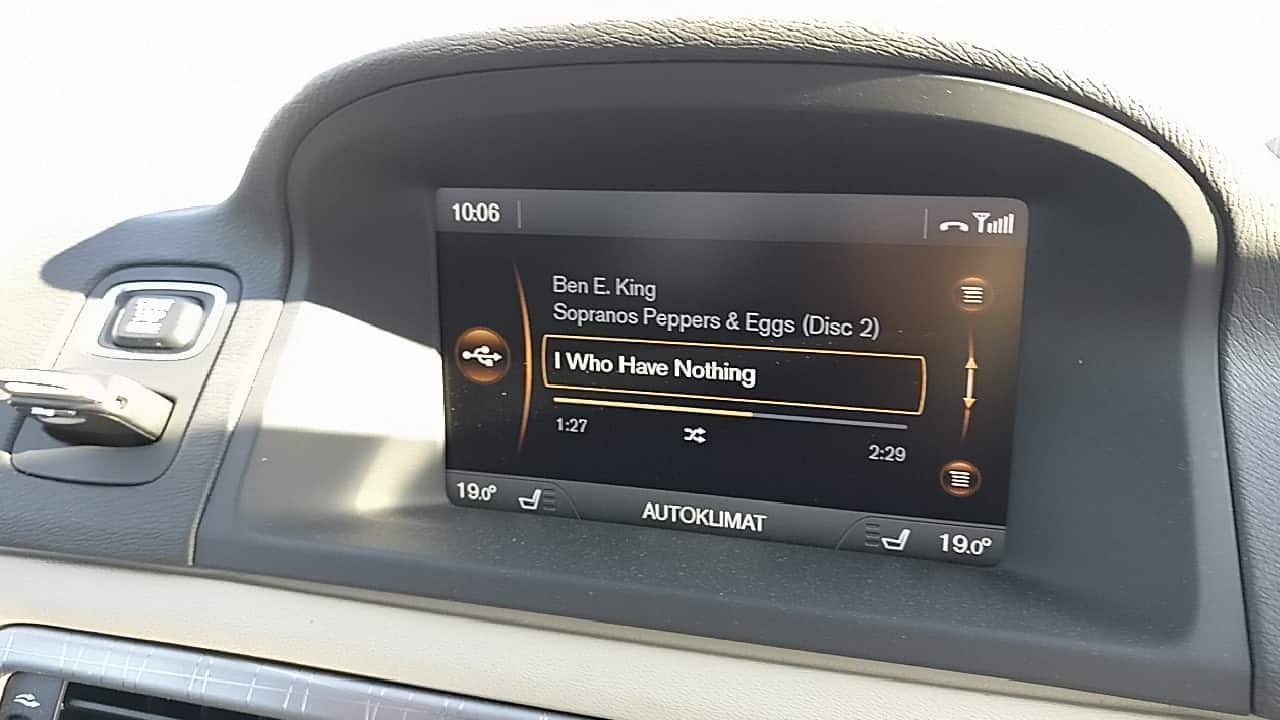 10:06
Ben E. King
Sopranos Peppers & Eggs (Disc 2)
I Who Have Nothing
1:27
2:29
19.0°
AUTOKLIMAT
19.0°